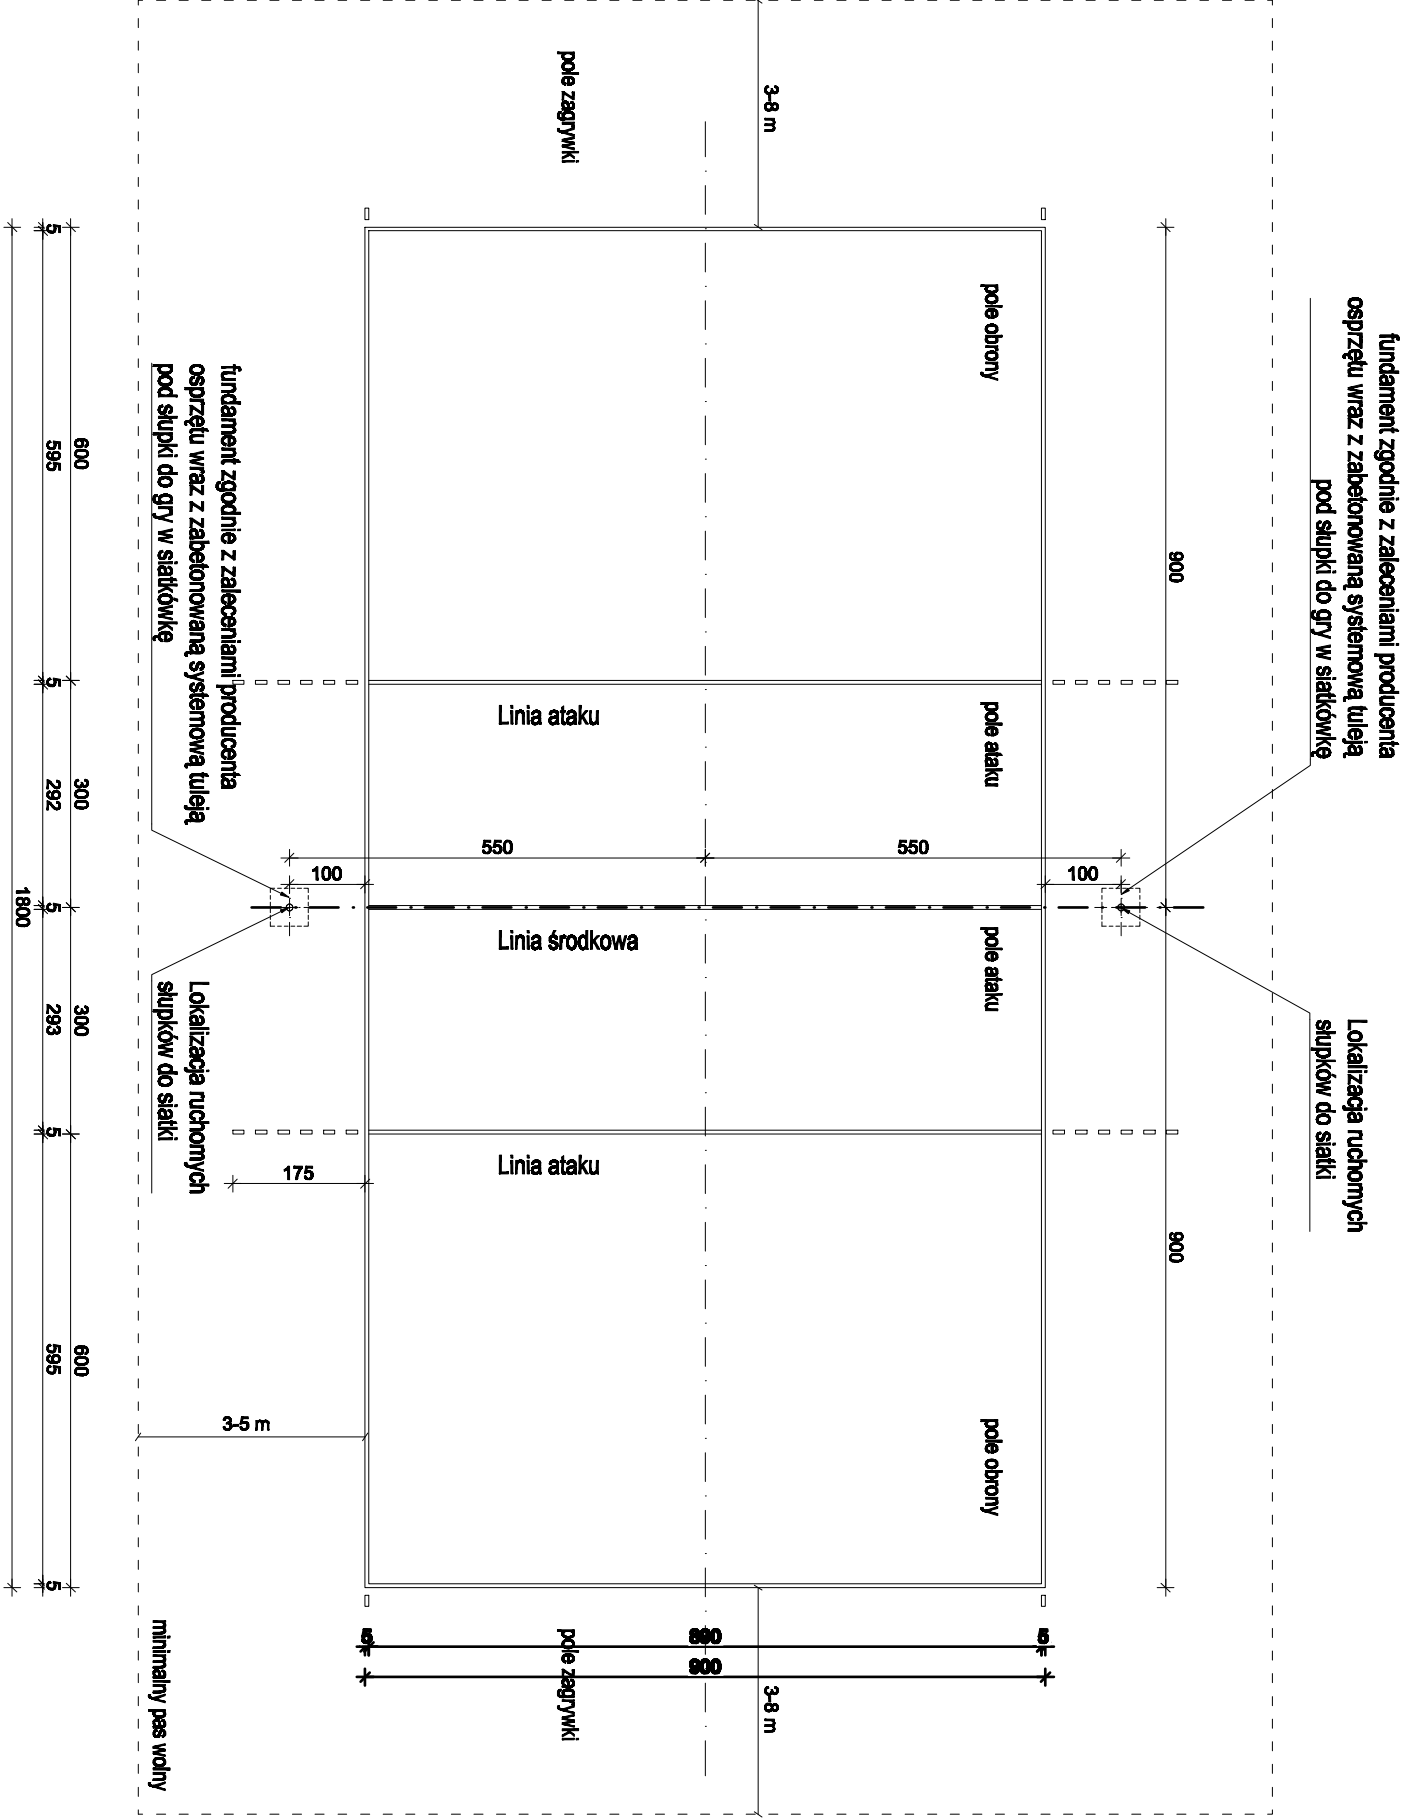 fundament zgodnie z zaleceniami producenta
osprzętu wraz z zabetonowaną systemową tuleją
pod słupki do gry w siatkówkę
Lokalizacja ruchomych
słupków do siatki
900
900
3-8 m
pole zagrywki
pole obrony
pole ataku
pole ataku
pole obrony
Linia ataku
550
550
100
100
Linia środkowa
Linia ataku
175
3-5 m
5
890
5
900
pole zagrywki
3-8 m
fundament zgodnie z zaleceniami producenta
osprzętu wraz z zabetonowaną systemową tuleją
pod słupki do gry w siatkówkę
Lokalizacja ruchomych
słupków do siatki
minimalny pas wolny
600
300
300
600
5
595
5
292
5
293
5
595
5
1800